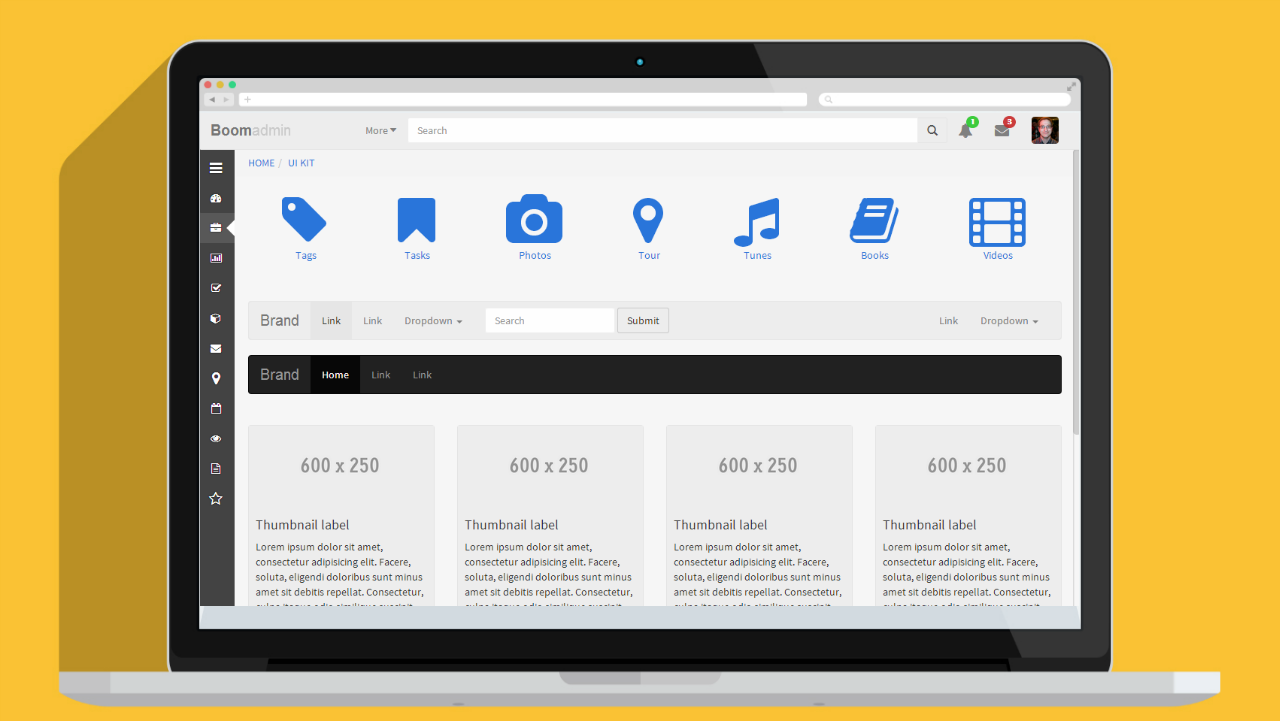 Boomadmin More Search 1 3
HOME / UI KIT
Tags Tasks Photos Tour Tunes Books Videos
Brand Link Link Dropdown Search Submit Link Dropdown
Brand Home Link Link
600 x 250
Thumbnail label
Lorem ipsum dolor sit amet,
consectetur adipisicing elit. Facere,
soluta, eligendi doloribus sunt minus
amet sit debitis repellat. Consectetur,
600 x 250
Thumbnail label
Lorem ipsum dolor sit amet,
consectetur adipisicing elit. Facere,
soluta, eligendi doloribus sunt minus
amet sit debitis repellat. Consectetur,
600 x 250
Thumbnail label
Lorem ipsum dolor sit amet,
consectetur adipisicing elit. Facere,
soluta, eligendi doloribus sunt minus
amet sit debitis repellat. Consectetur,
600 x 250
Thumbnail label
Lorem ipsum dolor sit amet,
consectetur adipisicing elit. Facere,
soluta, eligendi doloribus sunt minus
amet sit debitis repellat. Consectetur,